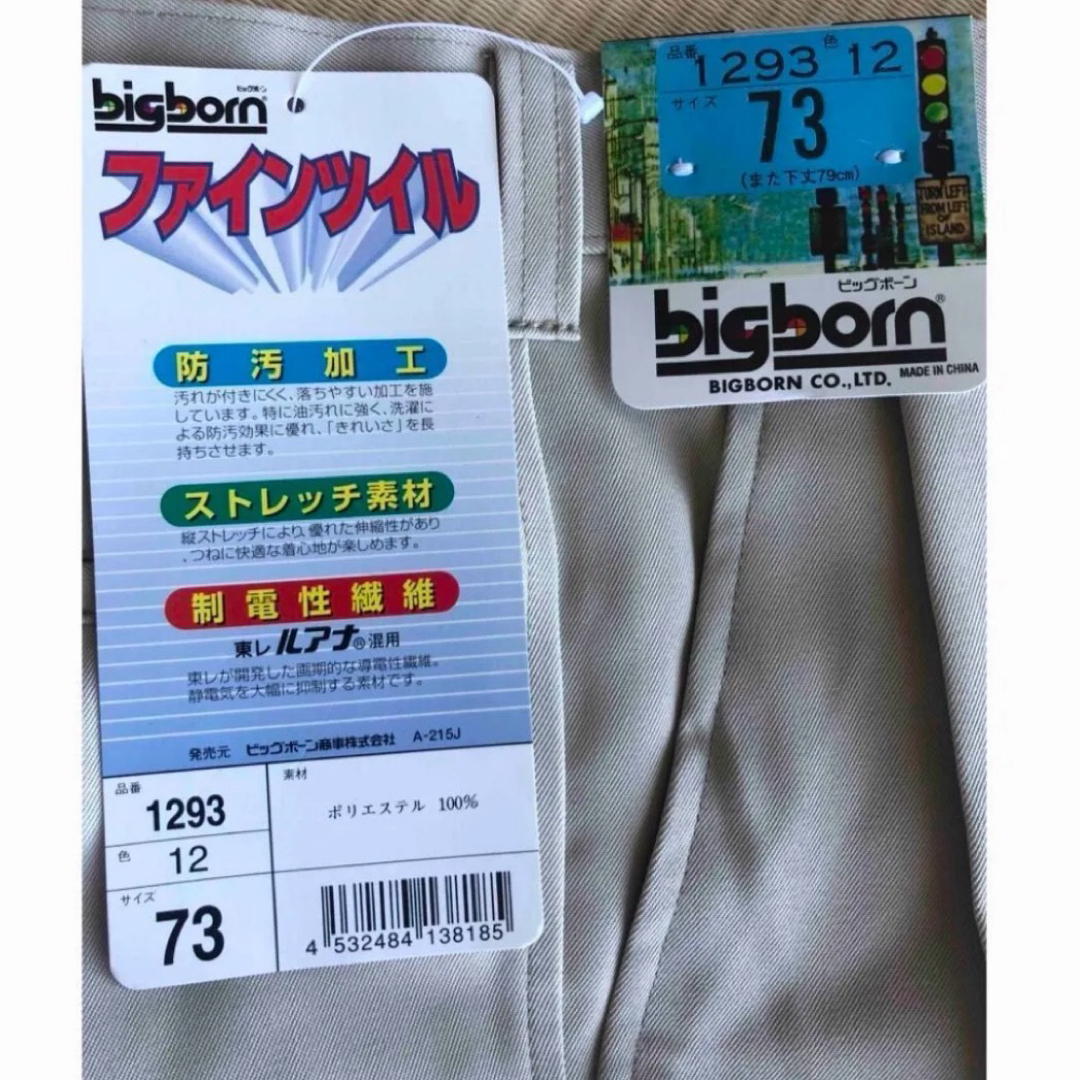 ビッグボーン
bigborn®
ファインツイル
防汚加工
汚れが付きにくく、落ちやすい加工を施
しています。特に油汚れに強く、洗濯に
よる防汚効果に優れ、「きれいさ」を長
持ちさせます。
ストレッチ素材
縦ストレッチにより、優れた伸縮性があり
、つねに快適な着心地が楽しめます。
制電性繊維
東レルアナ®混用
東レが開発した画期的な導電性繊維。
静電気を大幅に抑制する素材です。
発売元 ビッグボーン商事株式会社 A-215J
品番
1293
色
12
サイズ
73
素材
ポリエステル 100%
4 532484 138185
品番 1293 色 12
サイズ 73
(また下丈79cm)
TURN LEFT
FROM LEFT
OF
ISLAND
ビッグボーン
bigborn®
BIGBORN CO.,LTD. MADE IN CHINA